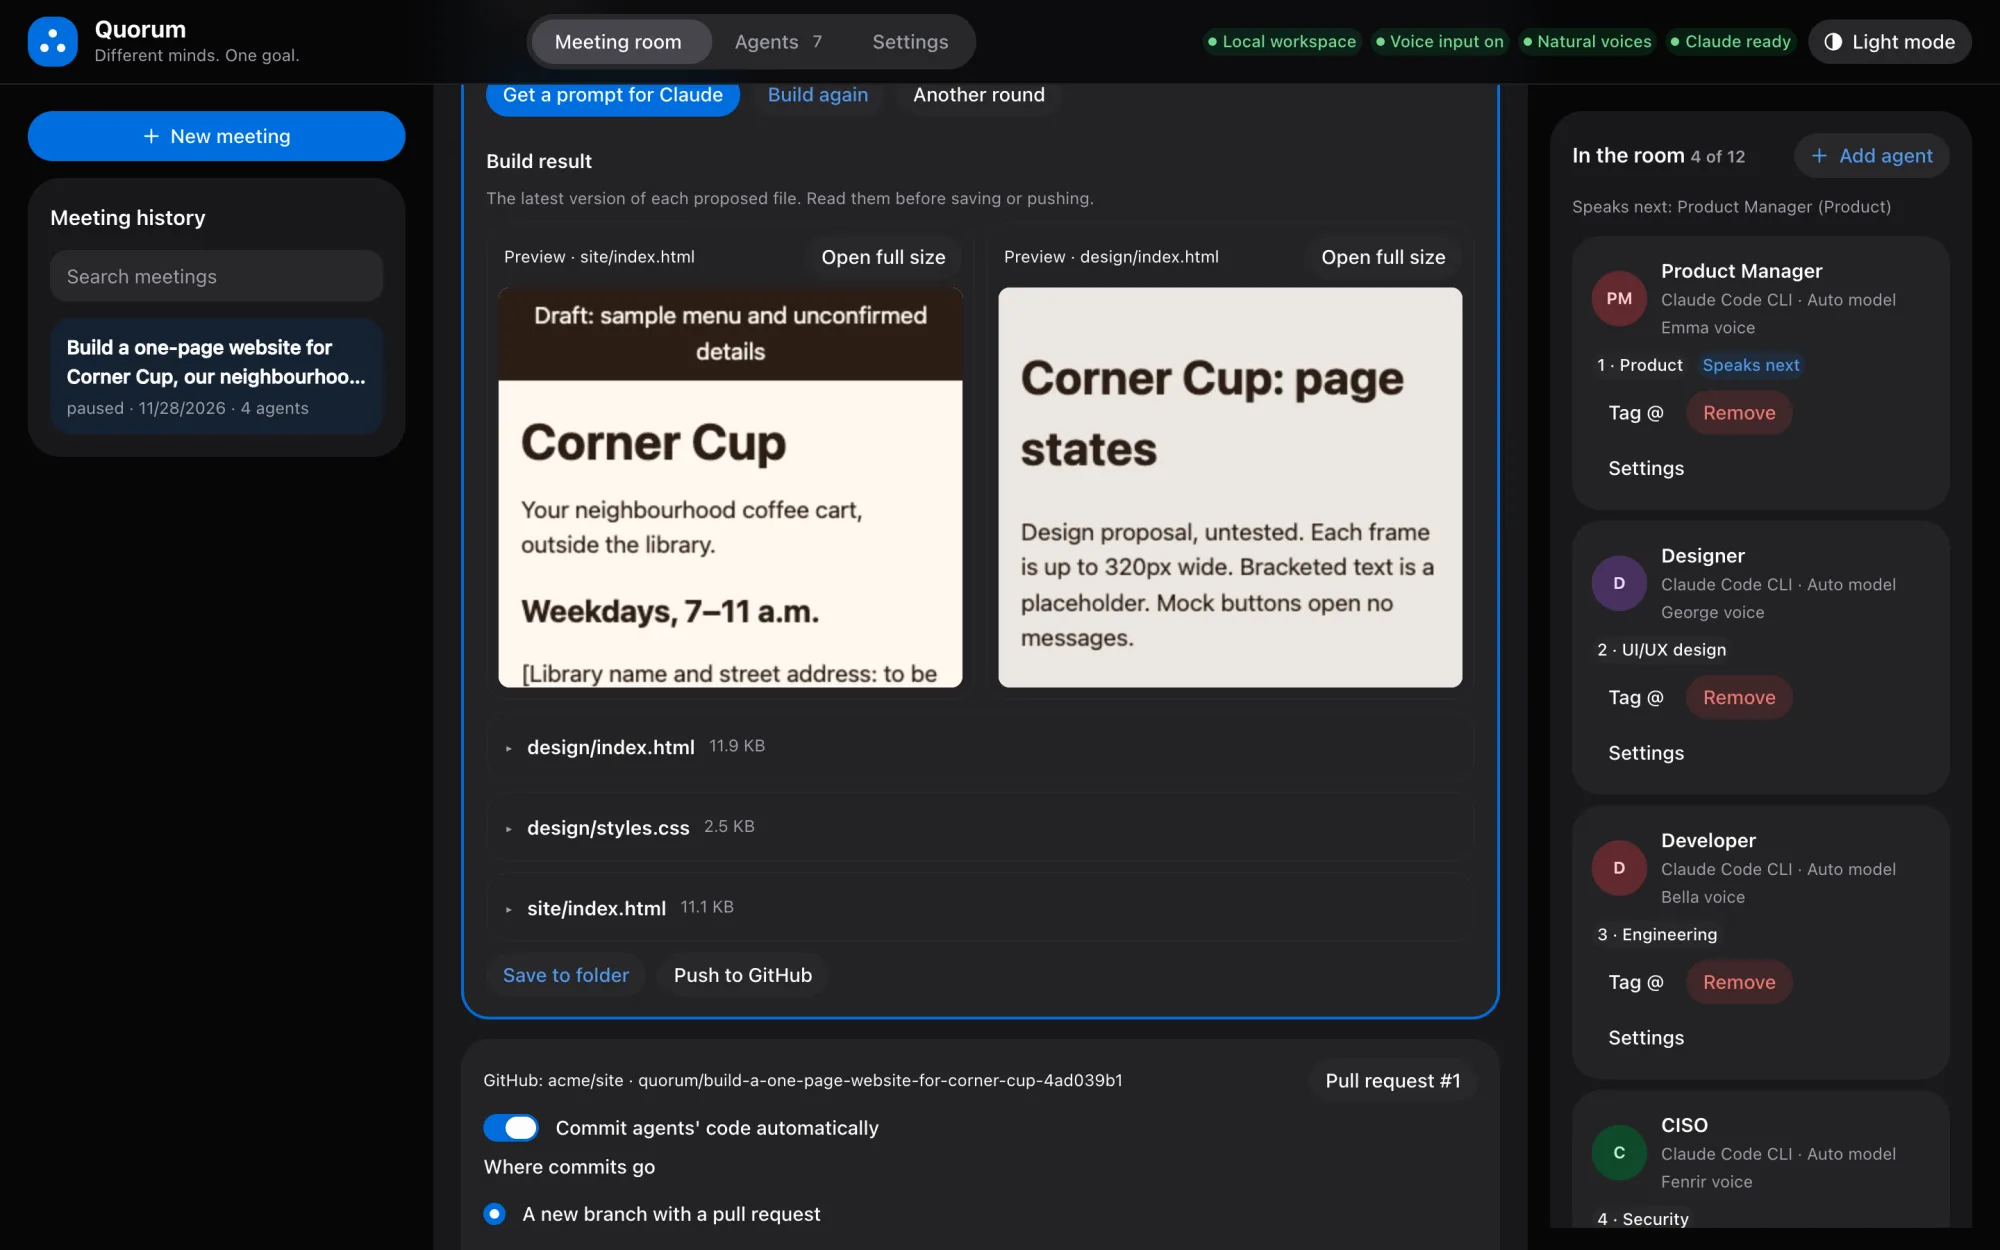 Quorum
Different minds. One goal.
Meeting room
Agents 7
Settings
Local workspace
Voice input on
Natural voices
Claude ready
Light mode
+ New meeting
Meeting history
Search meetings
Build a one-page website for
Corner Cup, our neighbourhoo...
paused · 11/28/2026 · 4 agents
Get a prompt for Claude
Build again
Another round
Build result
The latest version of each proposed file. Read them before saving or pushing.
Preview · site/index.html
Open full size
Draft: sample menu and unconfirmed
details
Corner Cup
Your neighbourhood coffee cart,
outside the library.
Weekdays, 7–11 a.m.
[Library name and street address: to be
Preview · design/index.html
Open full size
Corner Cup: page
states
Design proposal, untested. Each frame
is up to 320px wide. Bracketed text is a
placeholder. Mock buttons open no
messages.
design/index.html 11.9 KB
design/styles.css 2.5 KB
site/index.html 11.1 KB
Save to folder
Push to GitHub
GitHub: acme/site · quorum/build-a-one-page-website-for-corner-cup-4ad039b1
Pull request #1
Commit agents' code automatically
Where commits go
A new branch with a pull request
In the room 4 of 12
+ Add agent
Speaks next: Product Manager (Product)
PM
Product Manager
Claude Code CLI · Auto model
Emma voice
1 · Product
Speaks next
Tag @
Remove
Settings
D
Designer
Claude Code CLI · Auto model
George voice
2 · UI/UX design
Tag @
Remove
Settings
D
Developer
Claude Code CLI · Auto model
Bella voice
3 · Engineering
Tag @
Remove
Settings
C
CISO
Claude Code CLI · Auto model
Fenrir voice
4 · Security